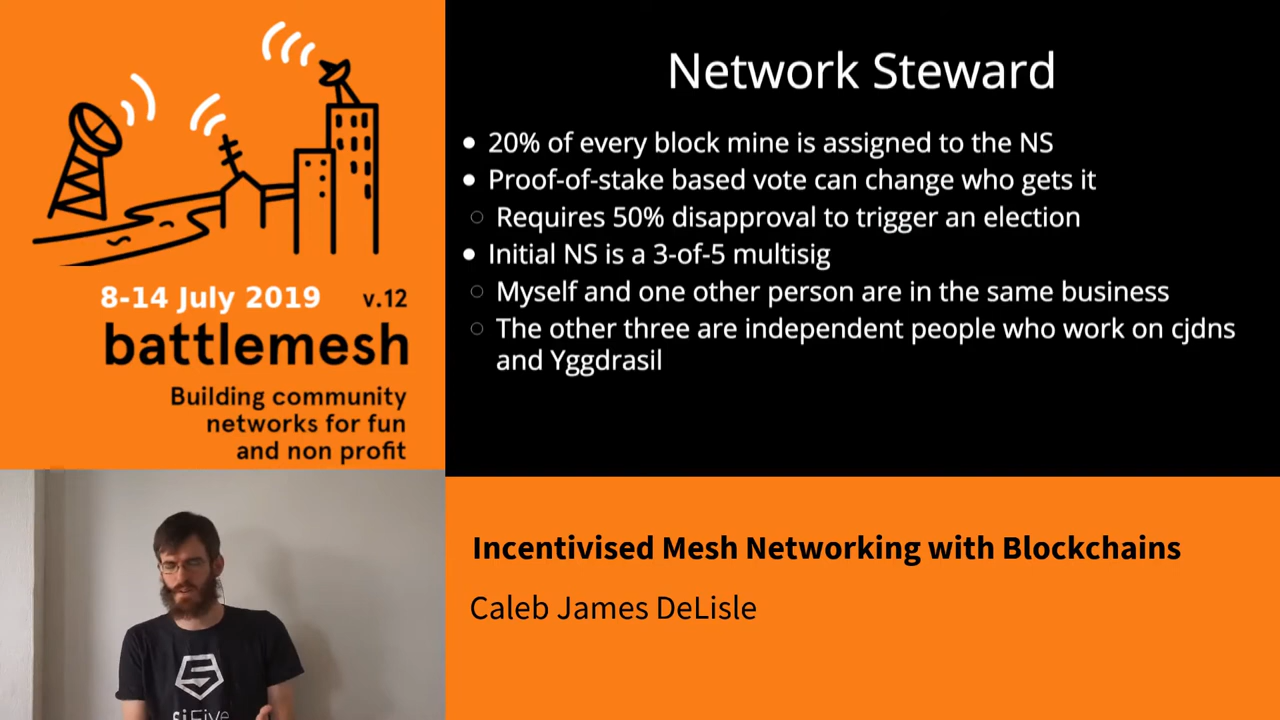 Network Steward
20% of every block mine is assigned to the NS
Proof-of-stake based vote can change who gets it
Requires 50% disapproval to trigger an election
Initial NS is a 3-of-5 multisig
Myself and one other person are in the same business
The other three are independent people who work on cjdns
and Yggdrasil
8-14 July 2019 v.12
battlemesh
Building community
networks for fun
and non profit
Incentivised Mesh Networking with Blockchains
Caleb James DeLisle
SiFive